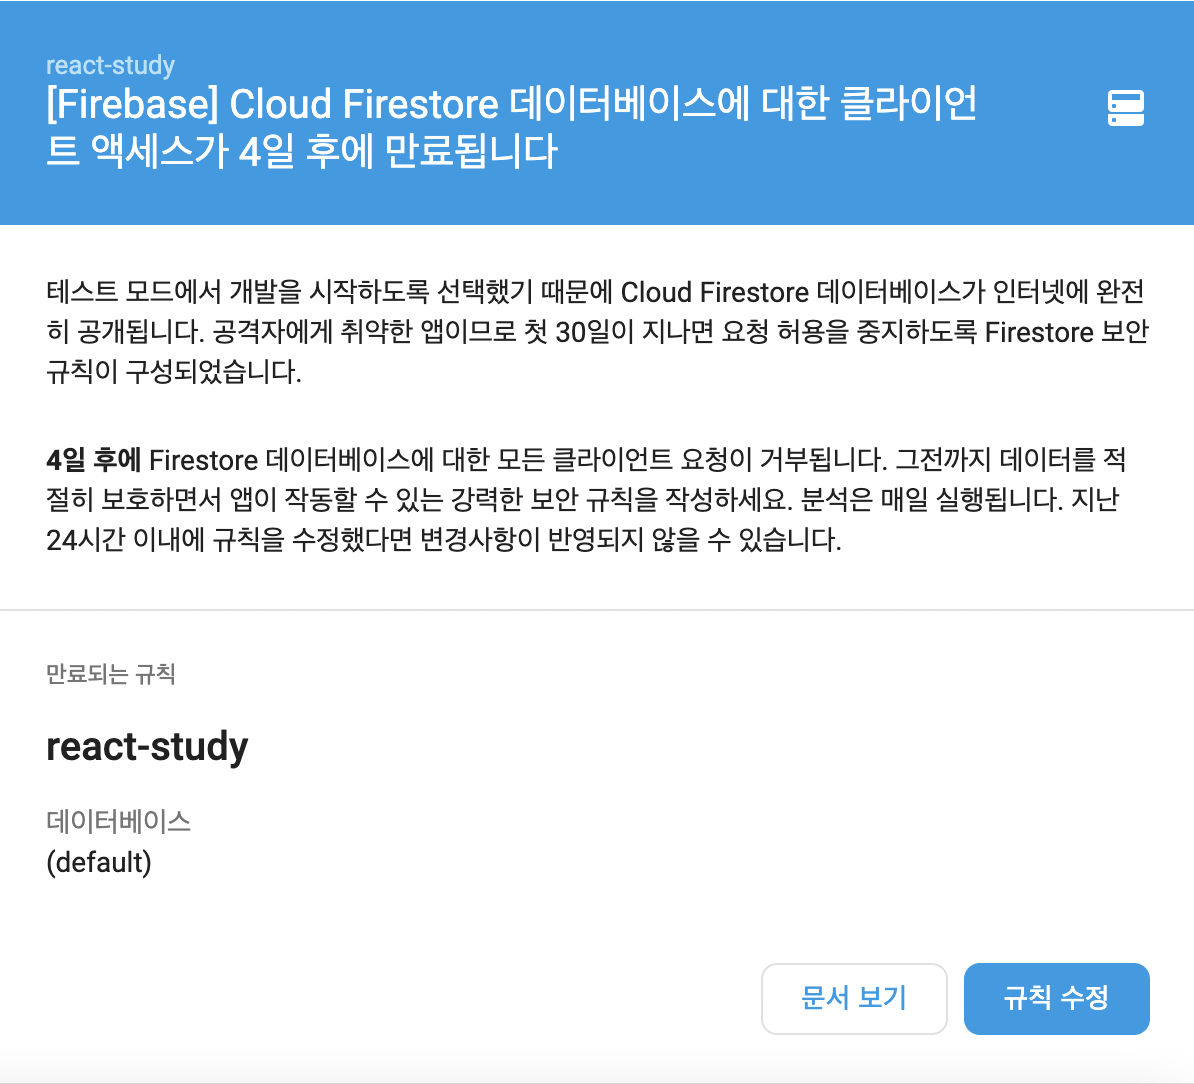 react-study
[Firebase] Cloud Firestore 데이터베이스에 대한 클라이언
트 액세스가 4일 후에 만료됩니다
테스트 모드에서 개발을 시작하도록 선택했기 때문에 Cloud Firestore 데이터베이스가 인터넷에 완전
히 공개됩니다. 공격자에게 취약한 앱이므로 첫 30일이 지나면 요청 허용을 중지하도록 Firestore 보안
규칙이 구성되었습니다.
4일 후에 Firestore 데이터베이스에 대한 모든 클라이언트 요청이 거부됩니다. 그전까지 데이터를 적
절히 보호하면서 앱이 작동할 수 있는 강력한 보안 규칙을 작성하세요. 분석은 매일 실행됩니다. 지난
24시간 이내에 규칙을 수정했다면 변경사항이 반영되지 않을 수 있습니다.
만료되는 규칙
react-study
데이터베이스
(default)
문서 보기
규칙 수정